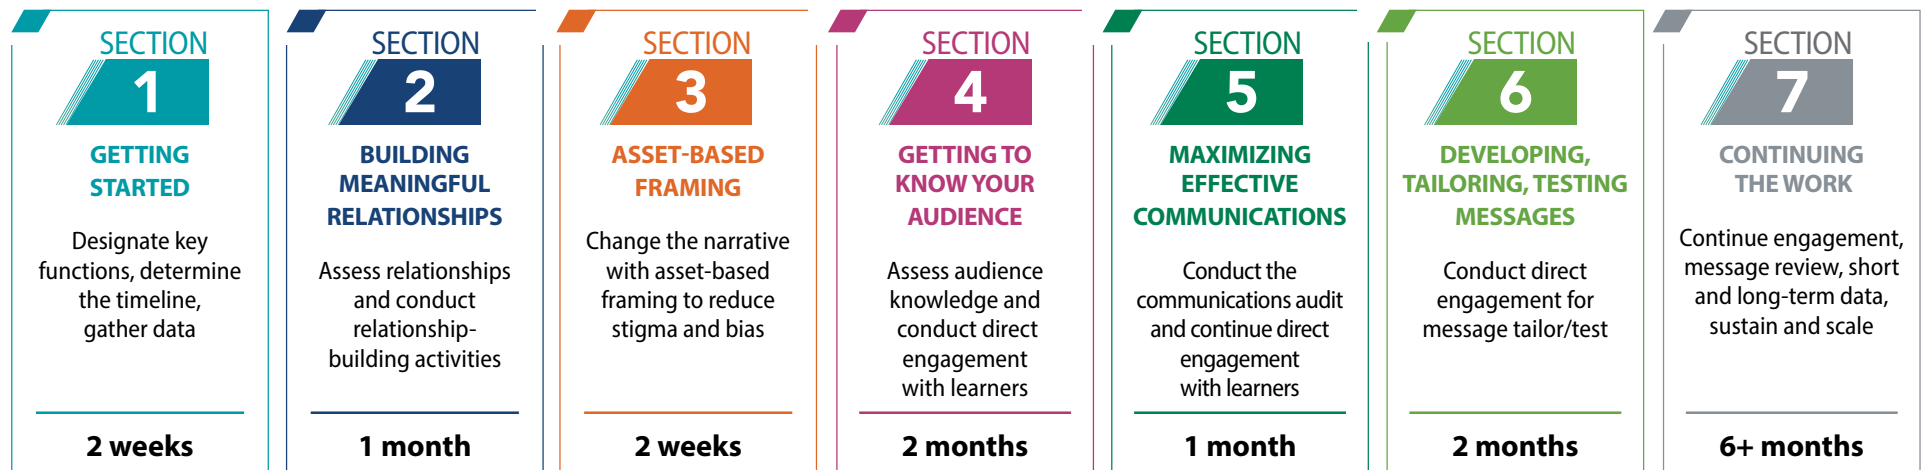 SECTION
1
GETTING
STARTED
Designate key
functions, determine
the timeline,
gather data
2 weeks
SECTION
2
BUILDING
MEANINGFUL
RELATIONSHIPS
Assess relationships
and conduct
relationship-
building activities
1 month
SECTION
3
ASSET-BASED
FRAMING
Change the narrative
with asset-based
framing to reduce
stigma and bias
2 weeks
SECTION
4
GETTING TO
KNOW YOUR
AUDIENCE
Assess audience
knowledge and
conduct direct
engagement
with learners
2 months
SECTION
5
MAXIMIZING
EFFECTIVE
COMMUNICATIONS
Conduct the
communications audit
and continue direct
engagement
with learners
1 month
SECTION
6
DEVELOPING,
TAILORING, TESTING
MESSAGES
Conduct direct
engagement for
message tailor/test
2 months
SECTION
7
CONTINUING
THE WORK
Continue engagement,
message review, short
and long-term data,
sustain and scale
6+ months